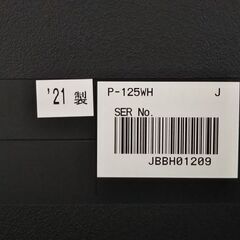 '21 製
P-125WH J
SER No.
JBBH01209